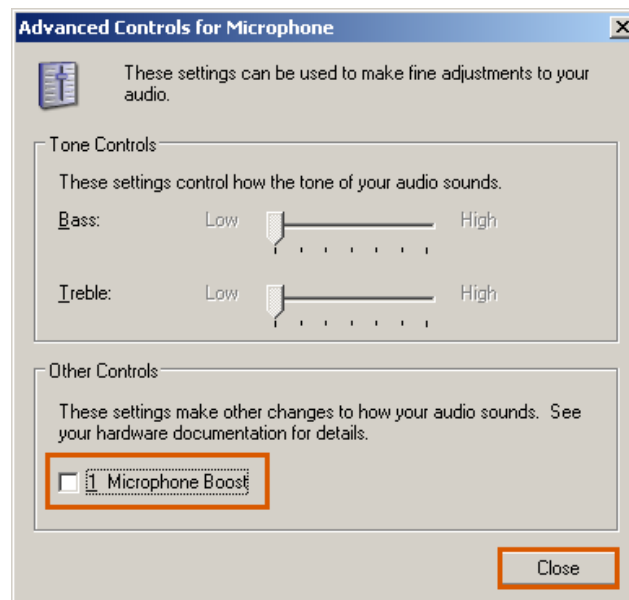 Advanced Controls for Microphone
These settings can be used to make fine adjustments to your
audio.
Tone Controls
These settings control how the tone of your audio sounds.
Bass: Low High
Treble: Low High
Other Controls
These settings make other changes to how your audio sounds. See
your hardware documentation for details.
1 Microphone Boost
Close